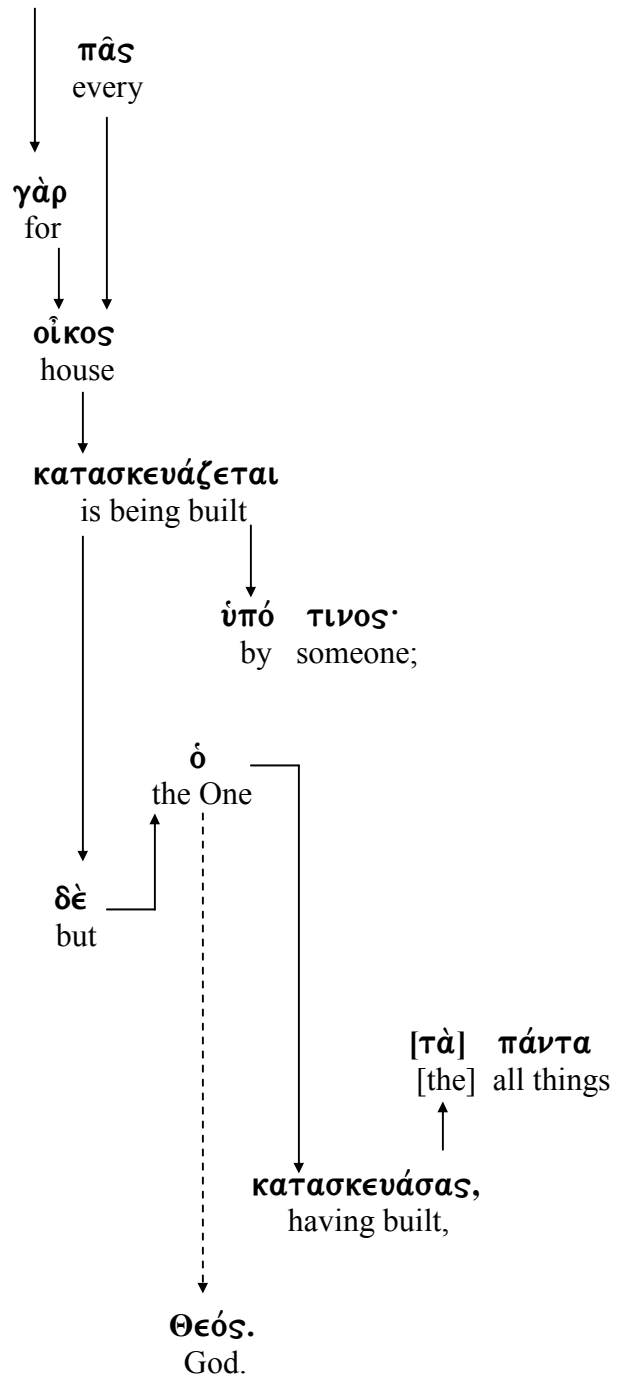 πᾶς
every
γὰρ
for
οἶκος
house
κατασκευάζεται
is being built
ὑπό τινος·
by someone;
ὁ
the One
δὲ
but
[τὰ] πάντα
[the] all things
κατασκευάσας,
having built,
Θεός.
God.